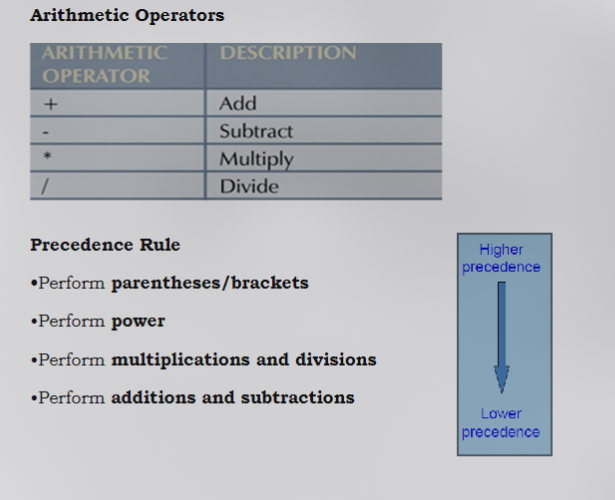 Arithmetic Operators
ARITHMETIC OPERATOR DESCRIPTION
+ Add
- Subtract
* Multiply
/ Divide
Precedence Rule
•Perform parentheses/brackets
•Perform power
•Perform multiplications and divisions
•Perform additions and subtractions
Higher
precedence
Lower
precedence